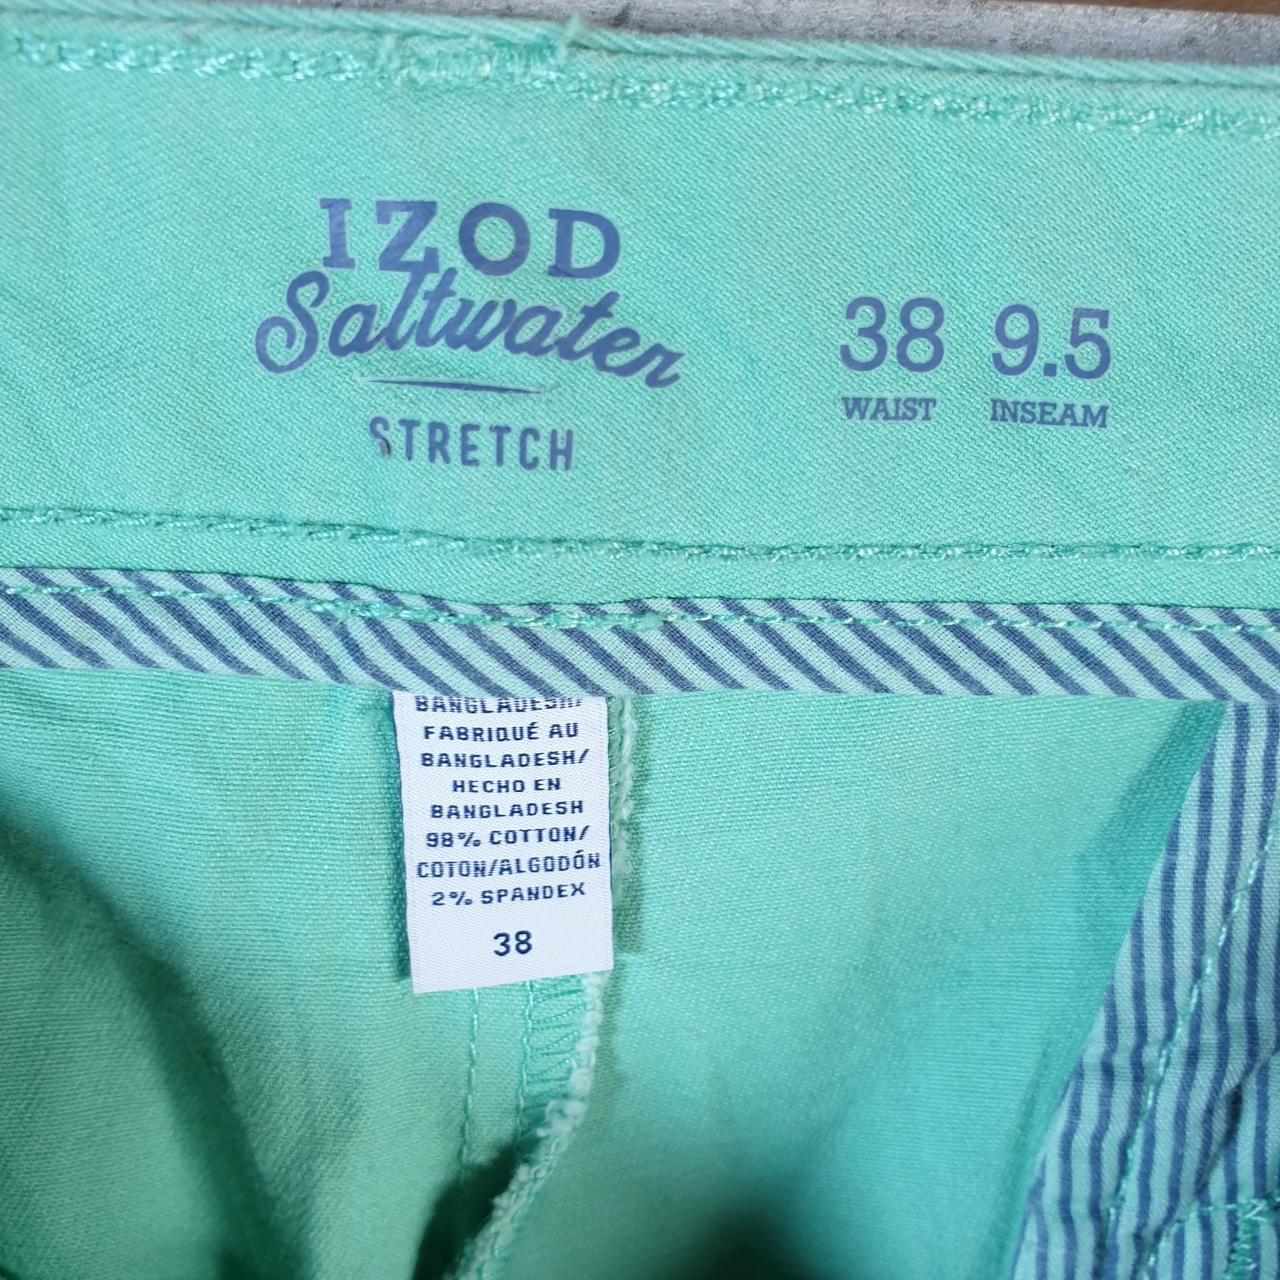 IZOD
Saltwater
STRETCH
38 9.5
WAIST INSEAM
BANGLADESH/
FABRIQUÉ AU
BANGLADESH/
HECHO EN
BANGLADESH
98% COTTON/
COTON/ALGODÓN
2% SPANDEX
38